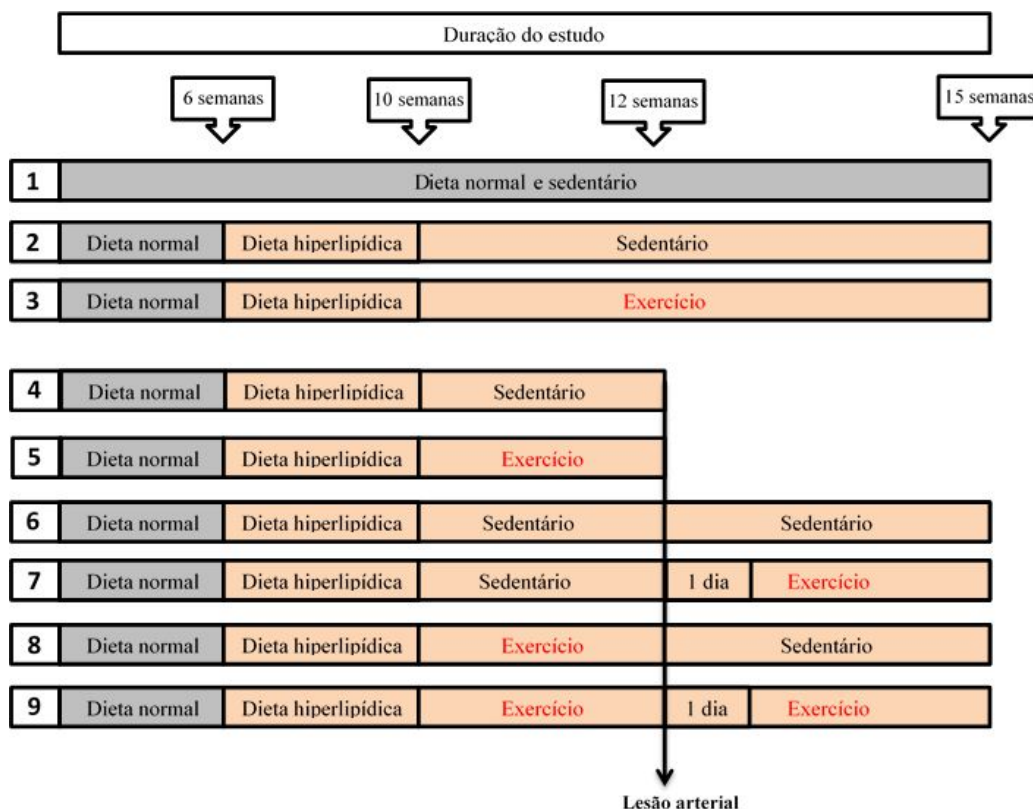 Duração do estudo
6 semanas
10 semanas
12 semanas
15 semanas
1 Dieta normal e sedentário
2 Dieta normal Dieta hiperlipídica Sedentário
3 Dieta normal Dieta hiperlipídica Exercício
4 Dieta normal Dieta hiperlipídica Sedentário
5 Dieta normal Dieta hiperlipídica Exercício
6 Dieta normal Dieta hiperlipídica Sedentário Sedentário
7 Dieta normal Dieta hiperlipídica Sedentário 1 dia Exercício
8 Dieta normal Dieta hiperlipídica Exercício Sedentário
9 Dieta normal Dieta hiperlipídica Exercício 1 dia Exercício
Lesão arterial